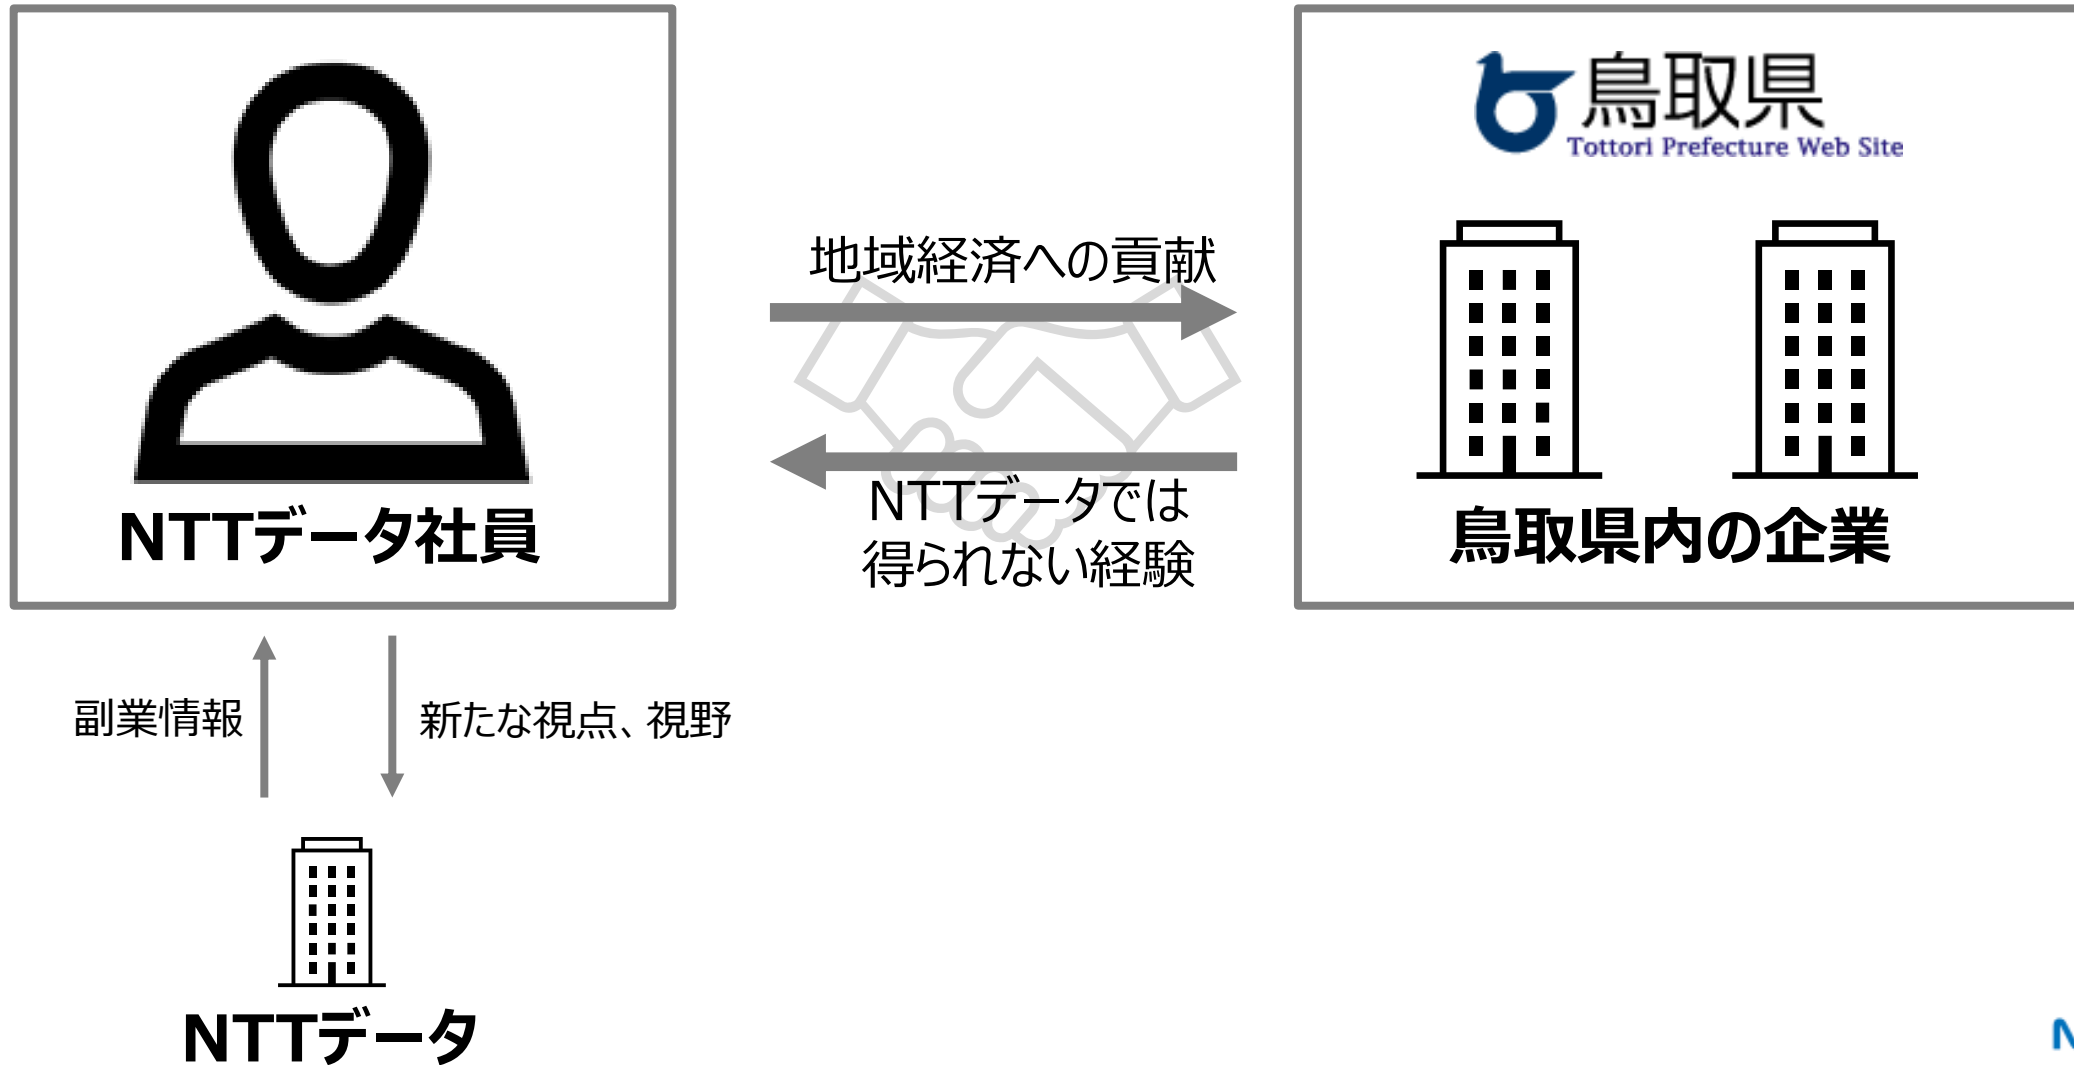 鳥取県
Tottori Prefecture Web Site
地域経済への貢献
NTTデータでは
得られない経験
NTTデータ社員
鳥取県内の企業
副業情報
新たな視点、視野
NTTデータ